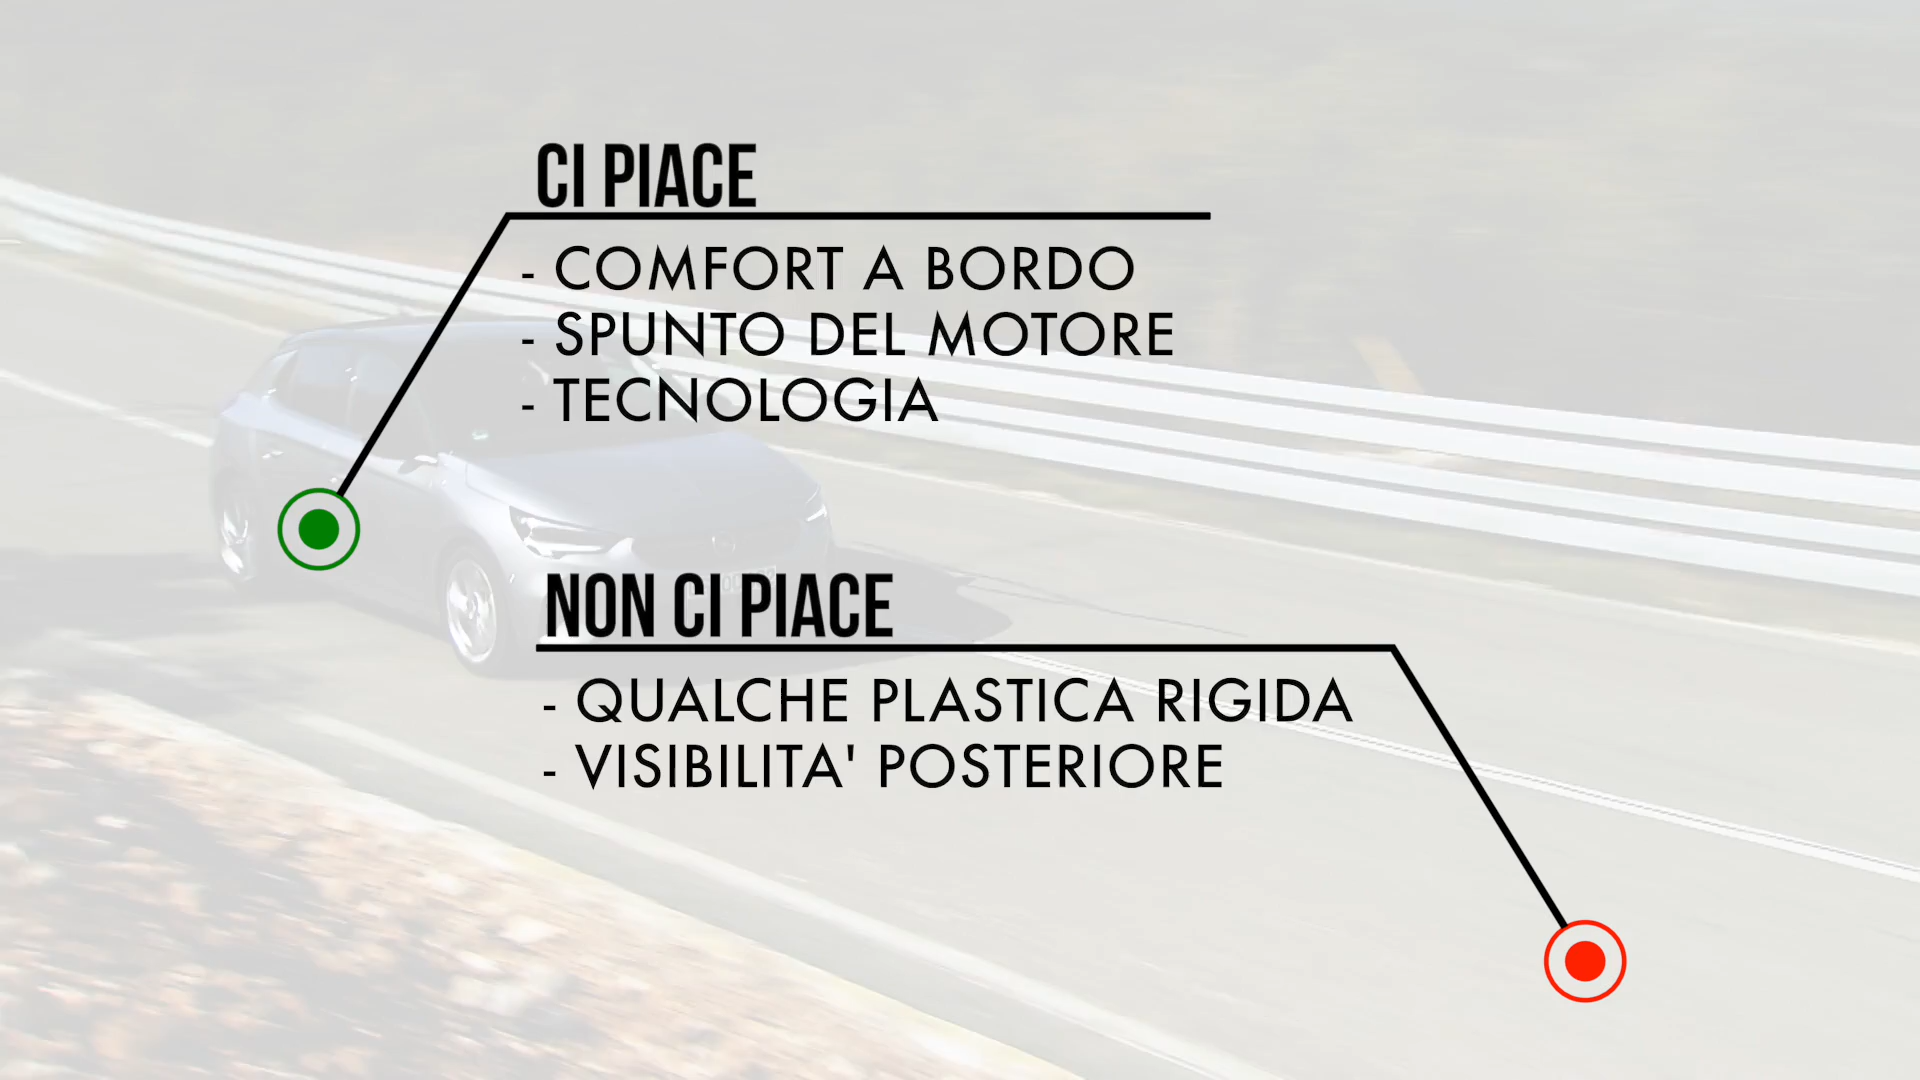 CI PIACE
- COMFORT A BORDO
- SPUNTO DEL MOTORE
- TECNOLOGIA
NON CI PIACE
- QUALCHE PLASTICA RIGIDA
- VISIBILITA' POSTERIORE